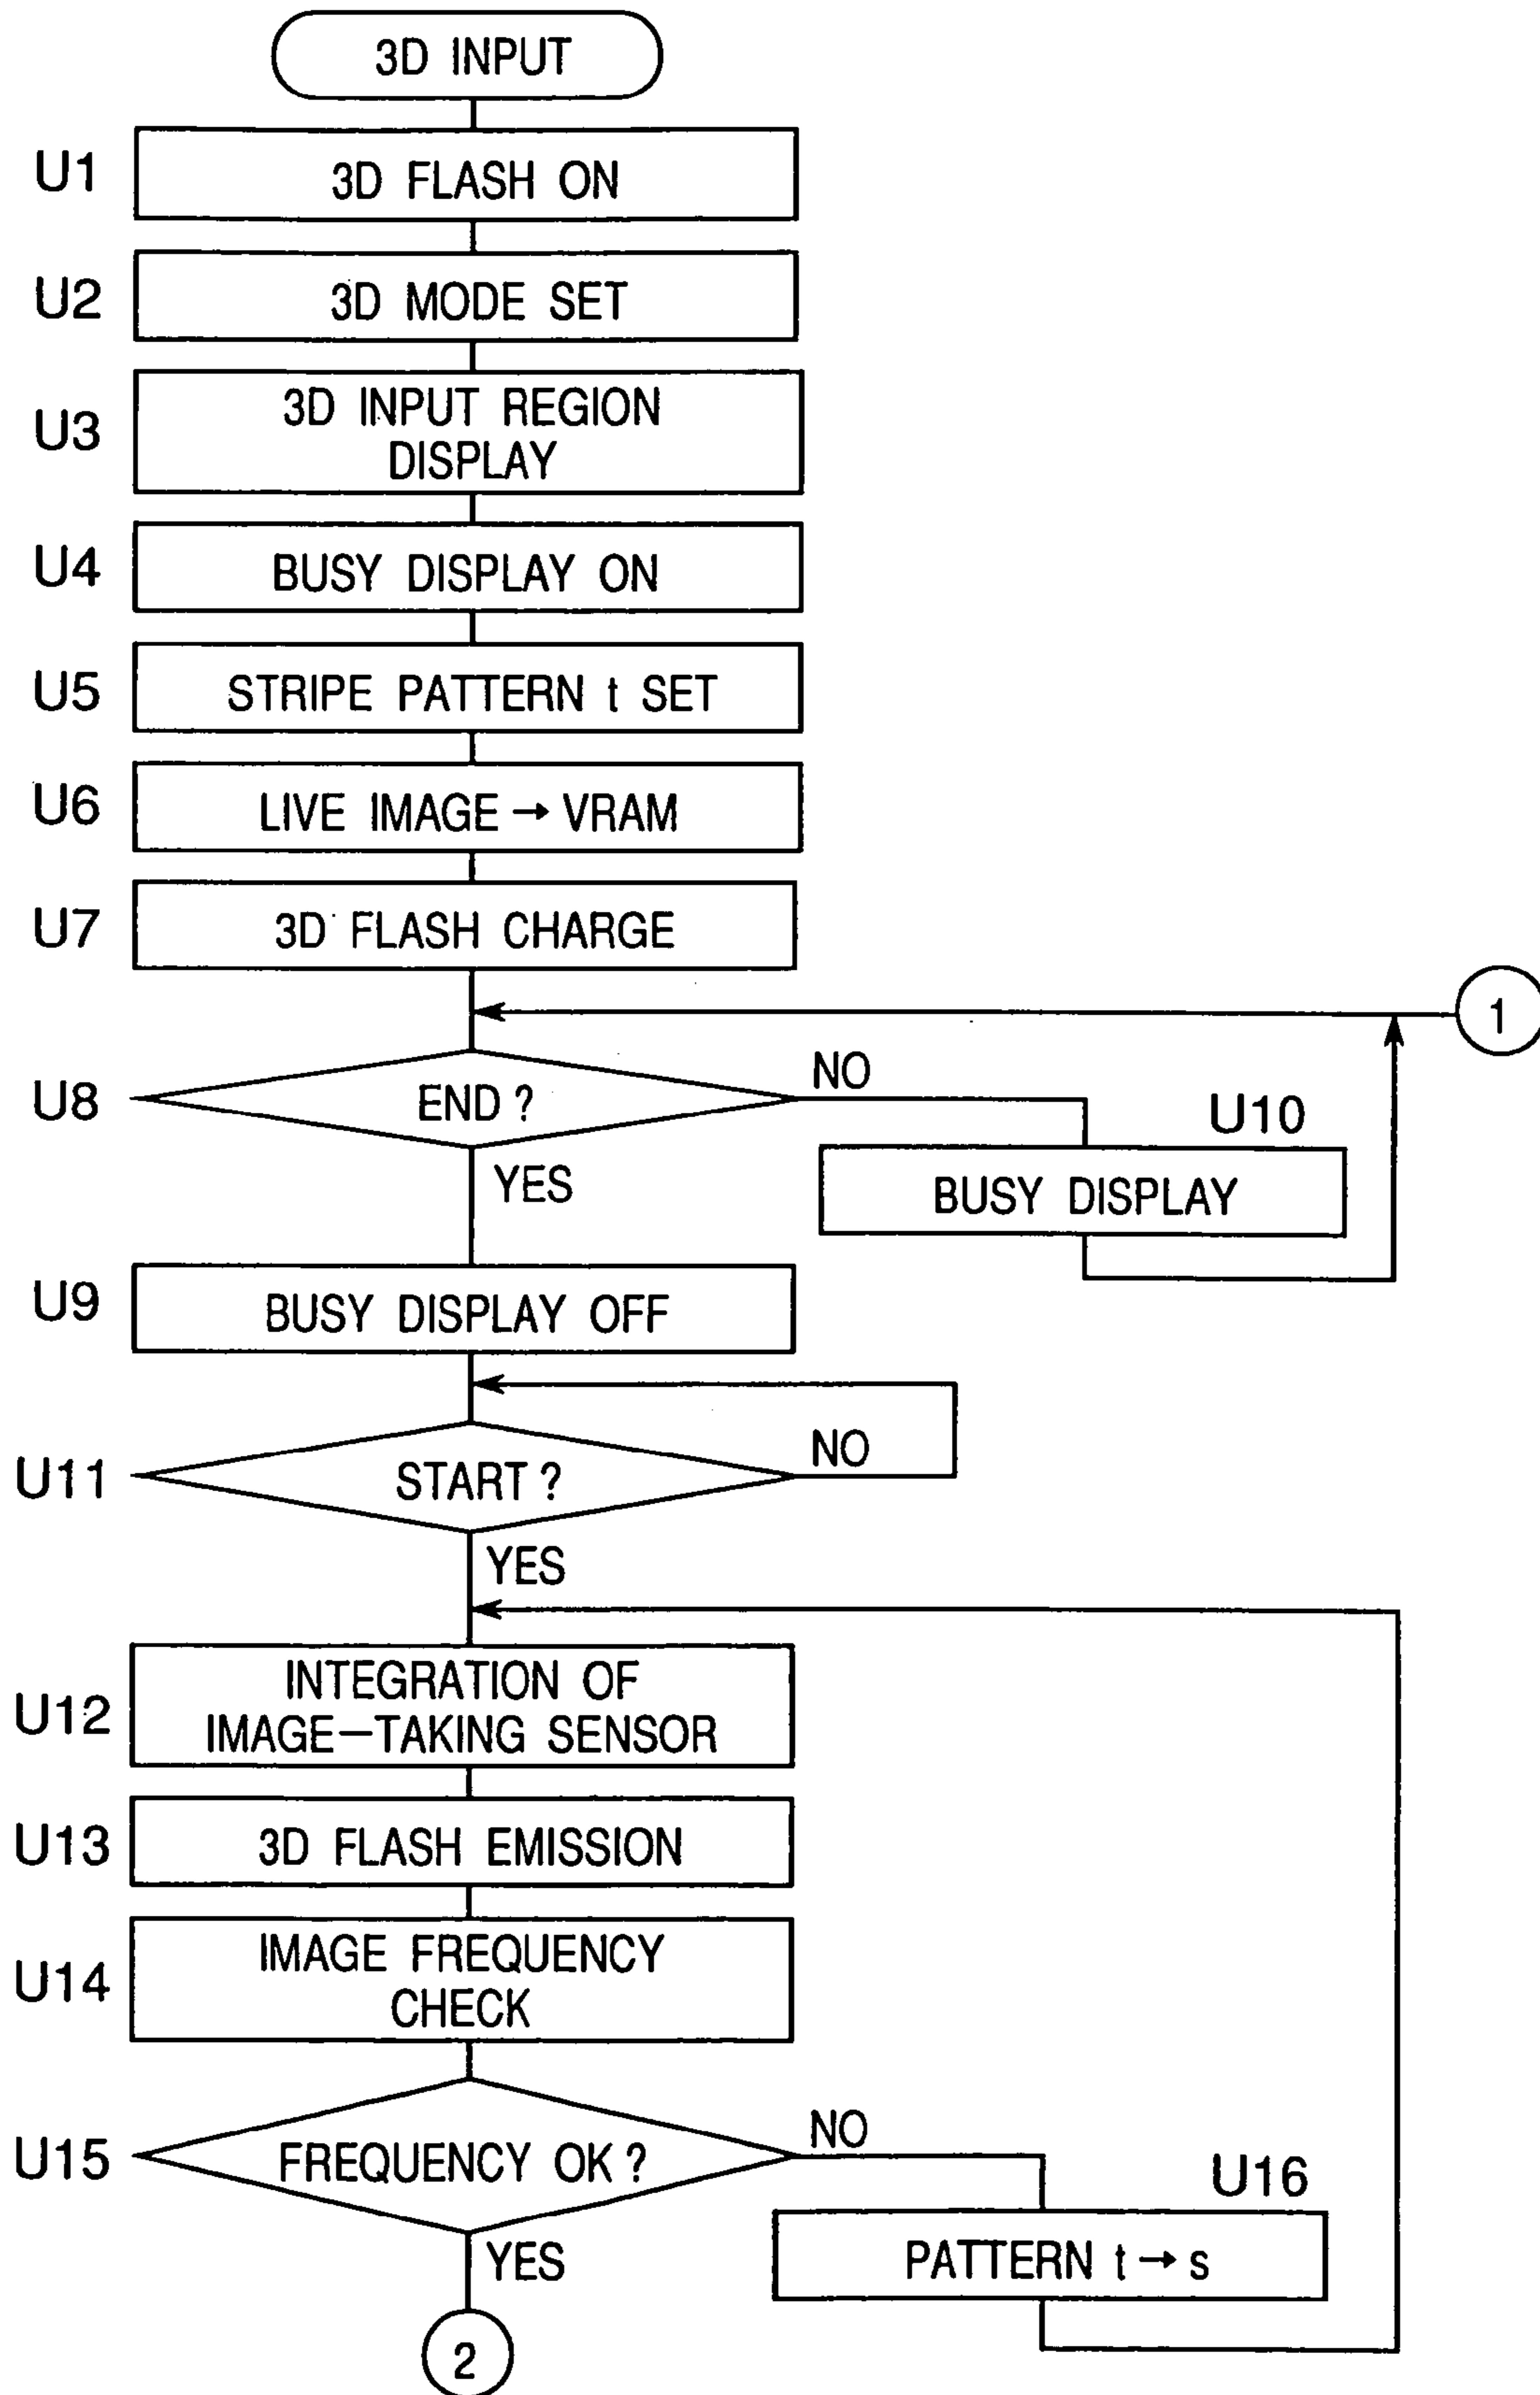 3D INPUT
U1
3D FLASH ON
U2
3D MODE SET
U3
3D INPUT REGION
DISPLAY
U4
BUSY DISPLAY ON
U5
STRIPE PATTERN t SET
U6
LIVE IMAGE → VRAM
U7
3D FLASH CHARGE
1
U8
END ?
NO
YES
U10
BUSY DISPLAY
U9
BUSY DISPLAY OFF
U11
START ?
NO
YES
U12
INTEGRATION OF
IMAGE–TAKING SENSOR
U13
3D FLASH EMISSION
U14
IMAGE FREQUENCY
CHECK
U15
FREQUENCY OK ?
NO
YES
U16
PATTERN t → s
2